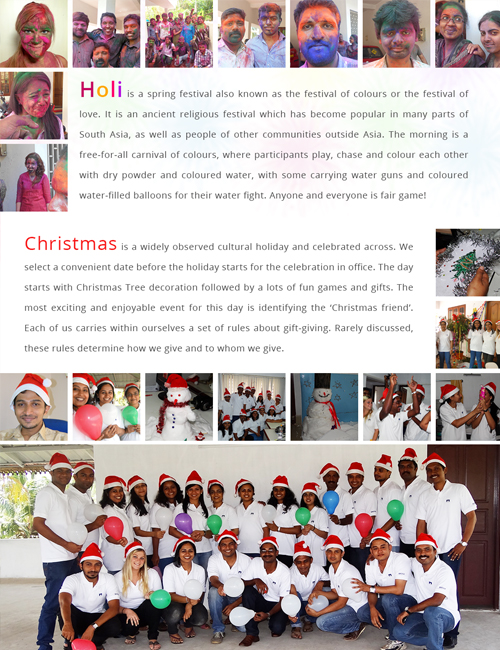 Holi is a spring festival also known as the festival of colours or the festival of
love. It is an ancient religious festival which has become popular in many parts of
South Asia, as well as people of other communities outside Asia. The morning is a
free-for-all carnival of colours, where participants play, chase and colour each other
with dry powder and coloured water, with some carrying water guns and coloured
water-filled balloons for their water fight. Anyone and everyone is fair game!
Christmas is a widely observed cultural holiday and celebrated across. We
select a convenient date before the holiday starts for the celebration in office. The day
starts with Christmas Tree decoration followed by a lots of fun games and gifts. The
most exciting and enjoyable event for this day is identifying the ‘Christmas friend’.
Each of us carries within ourselves a set of rules about gift-giving. Rarely discussed,
these rules determine how we give and to whom we give.